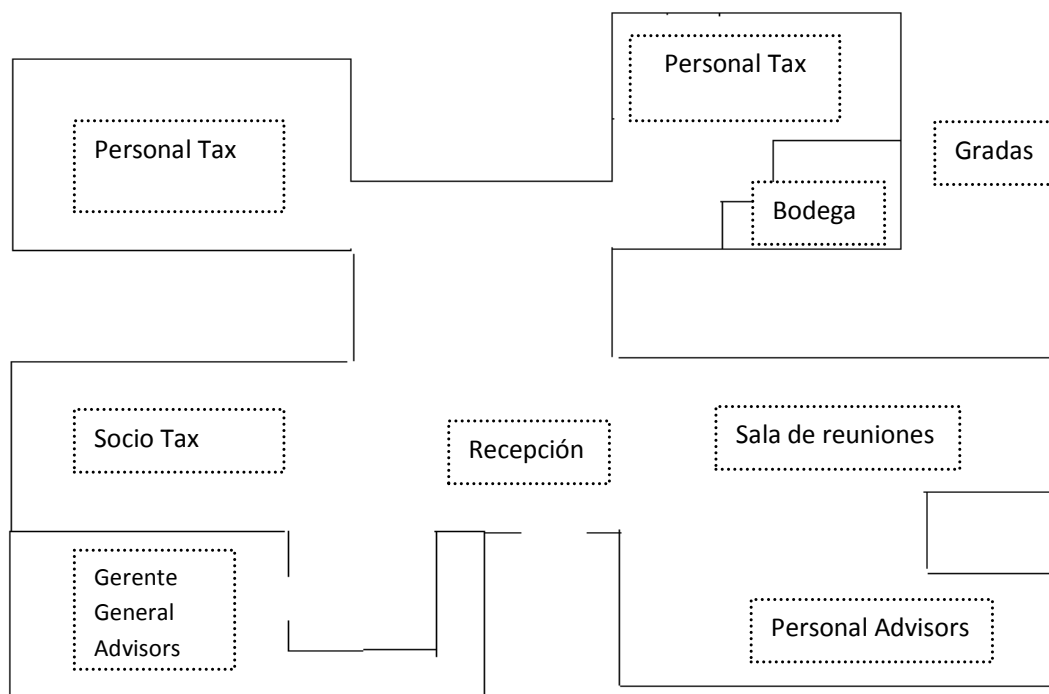 Personal Tax
Personal Tax
Gradas
Bodega
Socio Tax
Recepción
Sala de reuniones
Gerente
General
Advisors
Personal Advisors